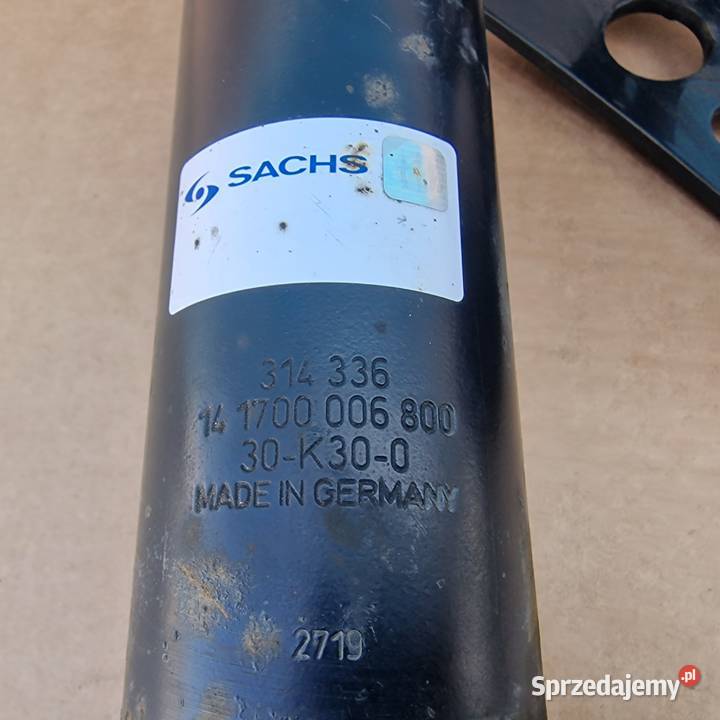 SACHS
314 336
14 1700 006 800
30-K30-0
MADE IN GERMANY
2719
Sprzedajemy.pl